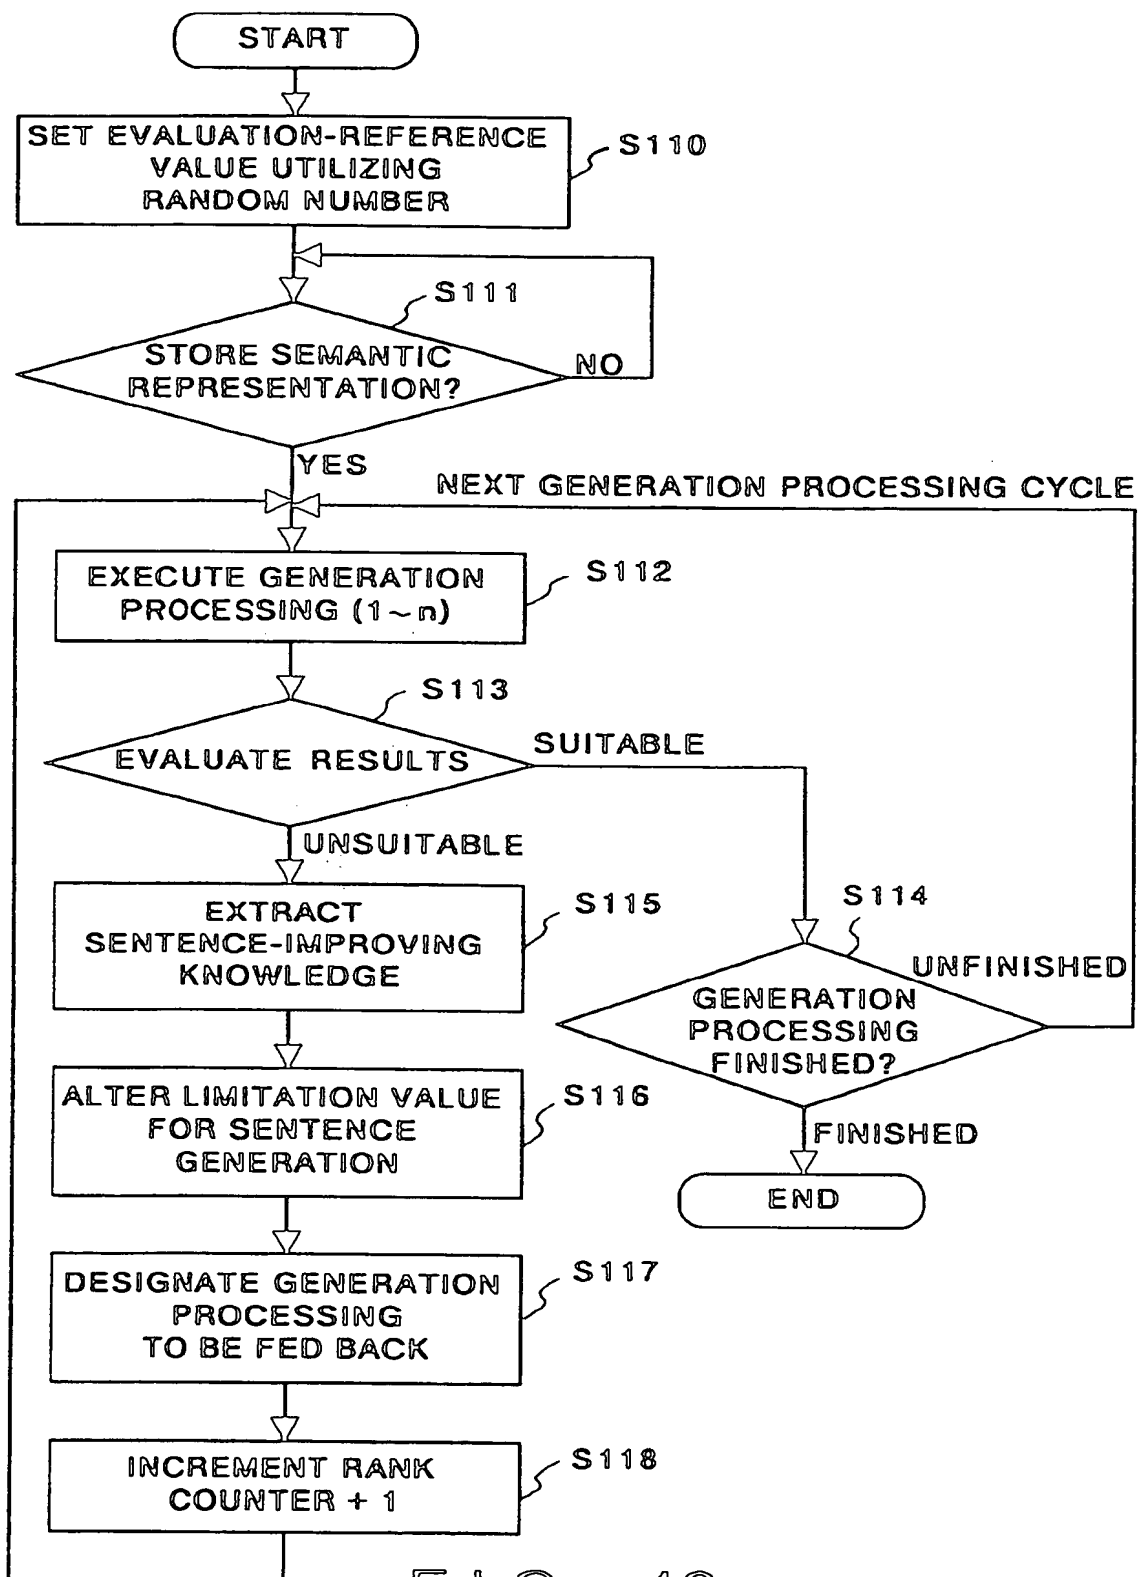 START
SET EVALUATION-REFERENCE
VALUE UTILIZING
RANDOM NUMBER
S110
S111
STORE SEMANTIC
REPRESENTATION?
NO
YES
NEXT GENERATION PROCESSING CYCLE
EXECUTE GENERATION
PROCESSING (1~n)
S112
S113
EVALUATE RESULTS
SUITABLE
UNSUITABLE
EXTRACT
SENTENCE-IMPROVING
KNOWLEDGE
S115
S114
UNFINISHED
GENERATION
PROCESSING
FINISHED?
FINISHED
END
ALTER LIMITATION VALUE
FOR SENTENCE
GENERATION
S116
DESIGNATE GENERATION
PROCESSING
TO BE FED BACK
S117
INCREMENT RANK
COUNTER + 1
S118